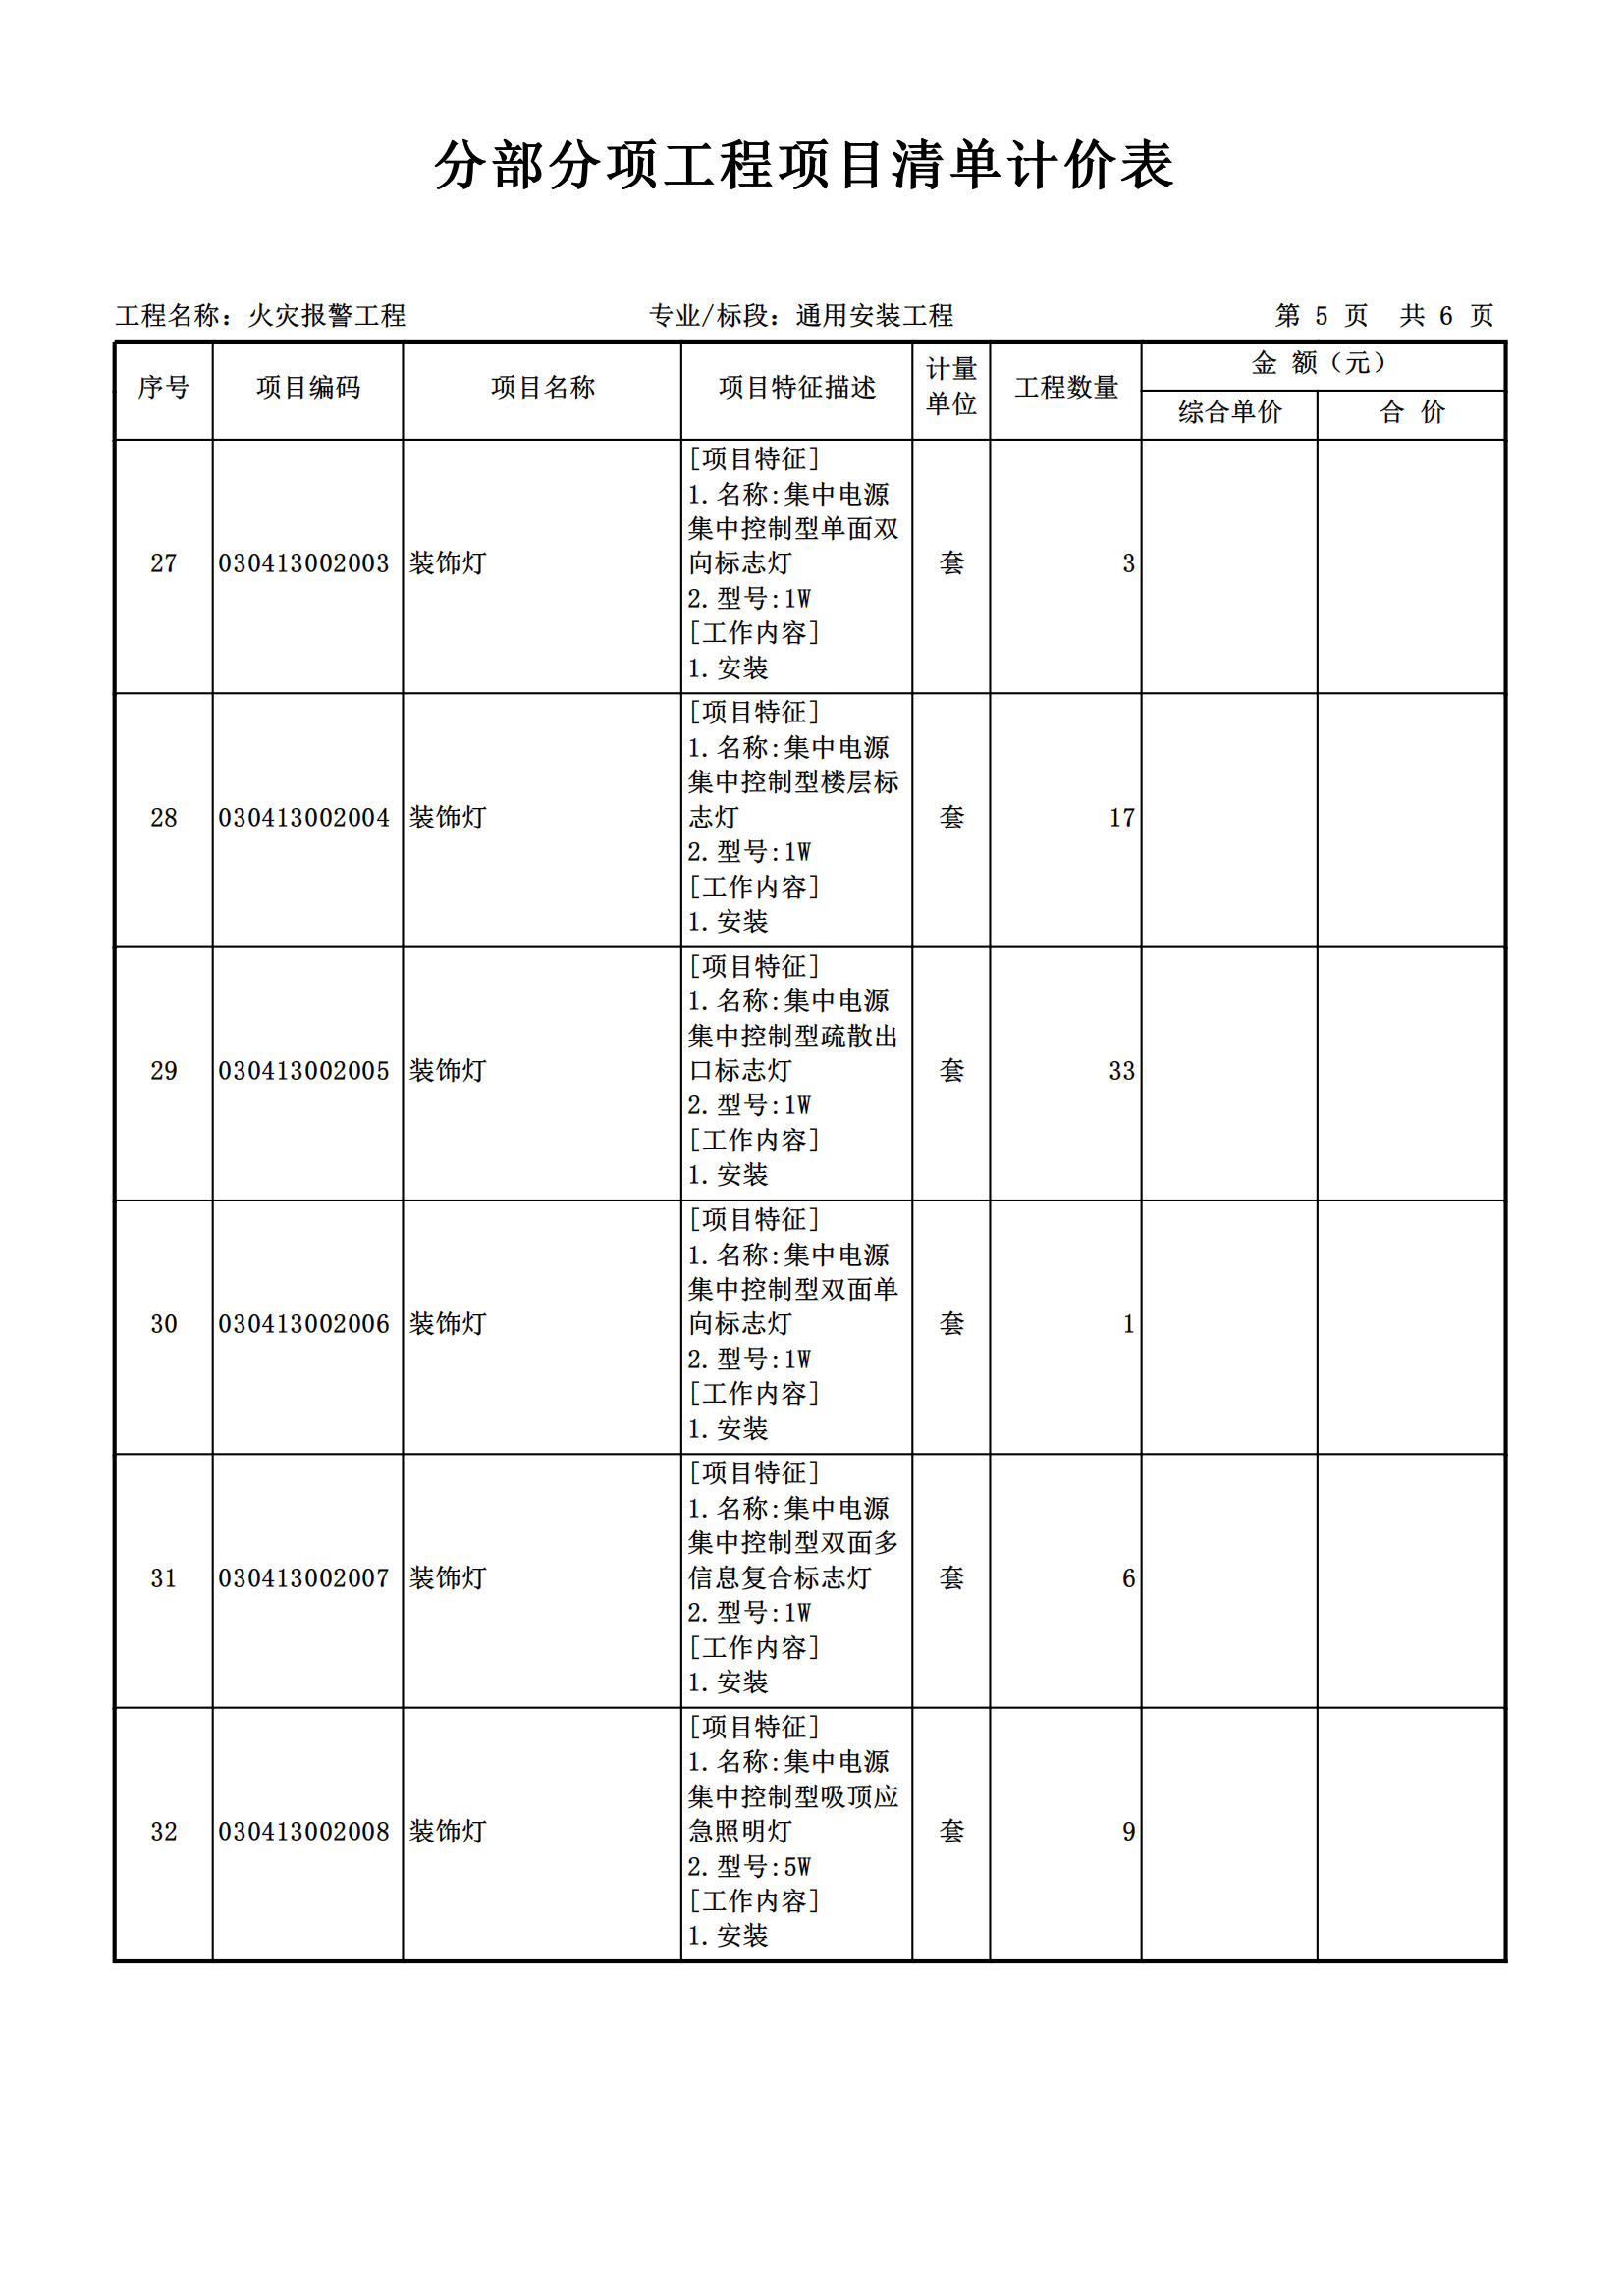 分部分项工程项目清单计价表
工程名称：火灾报警工程 专业/标段：通用安装工程 第 5 页 共 6 页
序号 项目编码 项目名称 项目特征描述 计量单位 工程数量 金 额（元）
综合单价 合 价
27 030413002003 装饰灯
[项目特征]
1.名称:集中电源
集中控制型单面双
向标志灯
2.型号:1W
[工作内容]
1.安装
套 3
28 030413002004 装饰灯
[项目特征]
1.名称:集中电源
集中控制型楼层标
志灯
2.型号:1W
[工作内容]
1.安装
套 17
29 030413002005 装饰灯
[项目特征]
1.名称:集中电源
集中控制型疏散出
口标志灯
2.型号:1W
[工作内容]
1.安装
套 33
30 030413002006 装饰灯
[项目特征]
1.名称:集中电源
集中控制型双面单
向标志灯
2.型号:1W
[工作内容]
1.安装
套 1
31 030413002007 装饰灯
[项目特征]
1.名称:集中电源
集中控制型双面多
信息复合标志灯
2.型号:1W
[工作内容]
1.安装
套 6
32 030413002008 装饰灯
[项目特征]
1.名称:集中电源
集中控制型吸顶应
急照明灯
2.型号:5W
[工作内容]
1.安装
套 9